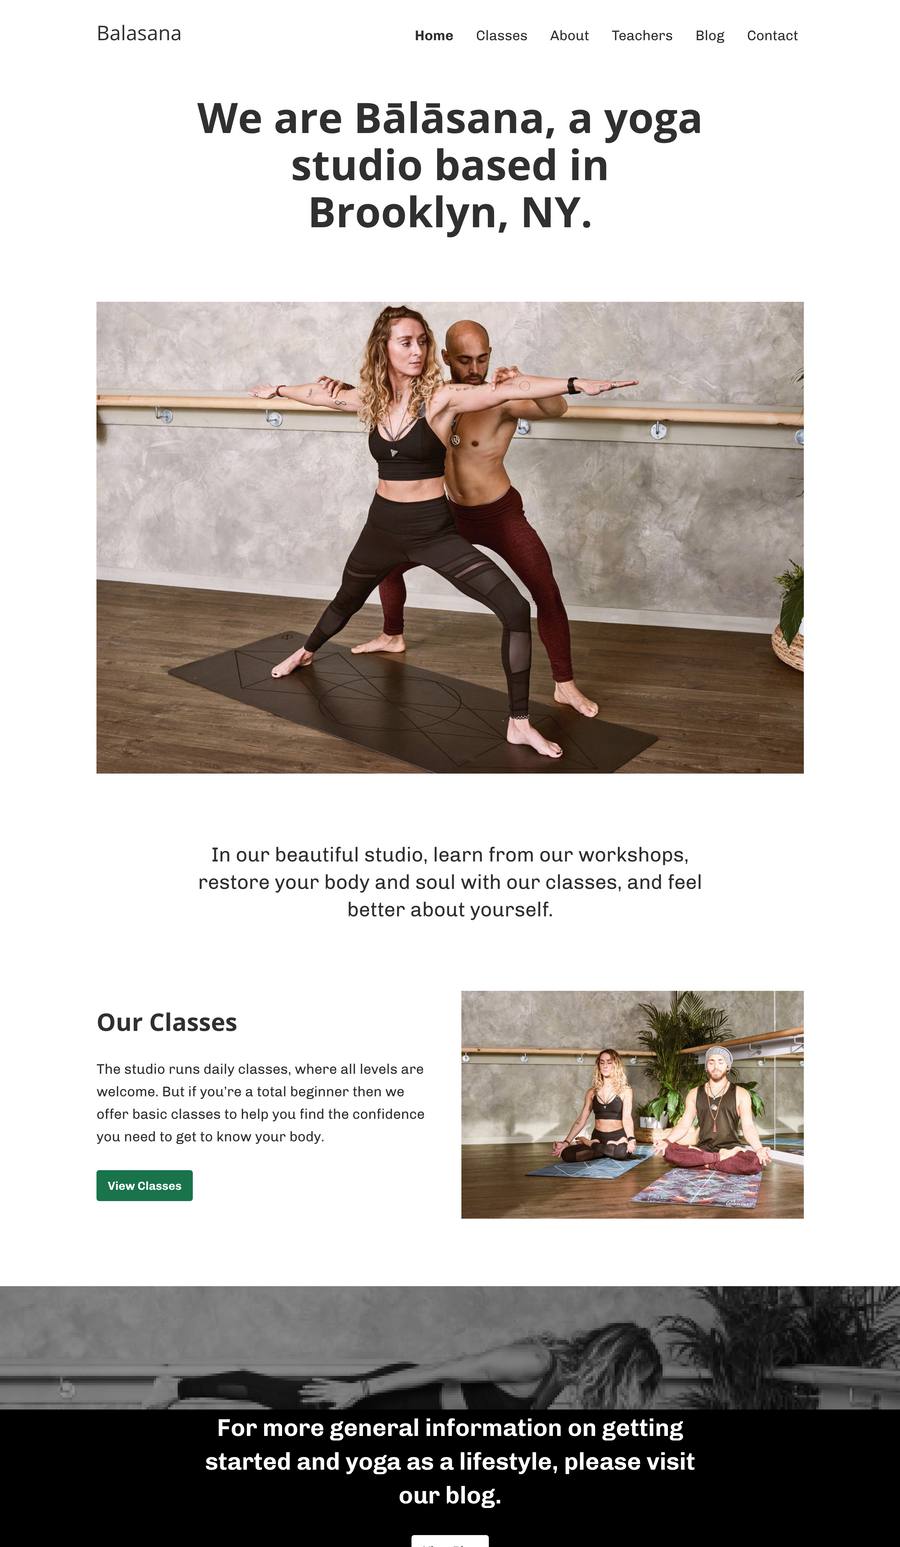 Balasana
Home Classes About Teachers Blog Contact
We are Bālāsana, a yoga
studio based in
Brooklyn, NY.
In our beautiful studio, learn from our workshops,
restore your body and soul with our classes, and feel
better about yourself.
Our Classes
The studio runs daily classes, where all levels are
welcome. But if you’re a total beginner then we
offer basic classes to help you find the confidence
you need to get to know your body.
View Classes
For more general information on getting
started and yoga as a lifestyle, please visit
our blog.